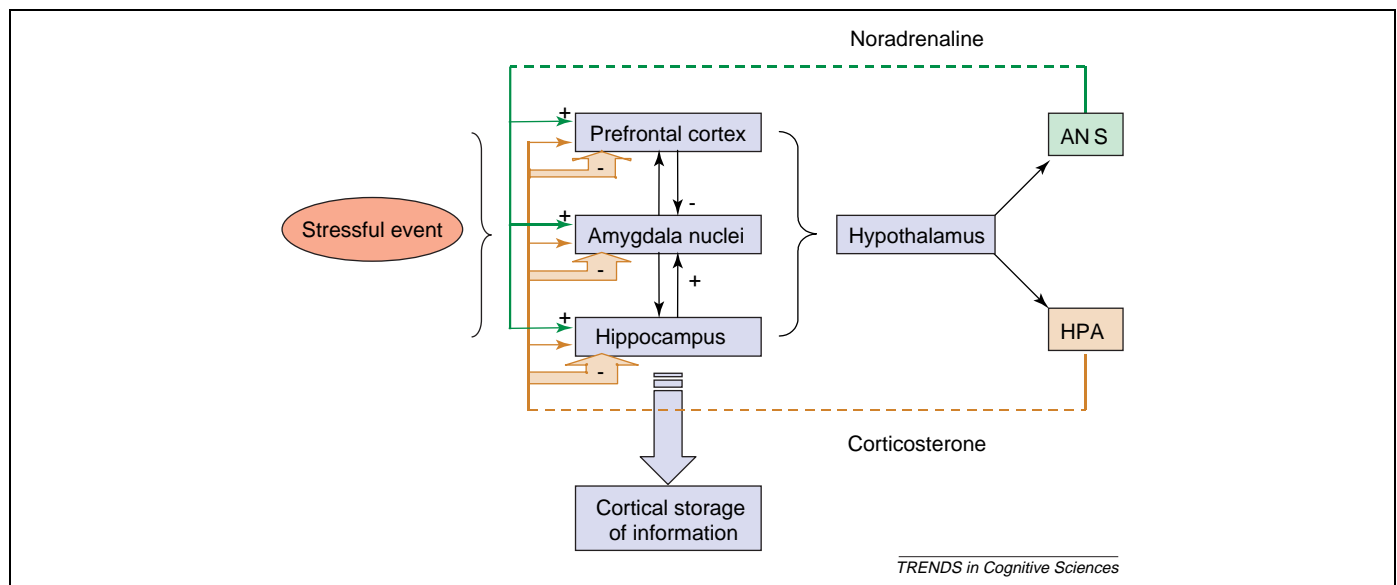 Noradrenaline
+
Prefrontal cortex
-
AN S
-
+
Stressful event
Amygdala nuclei
Hypothalamus
-
+
+
Hippocampus
HPA
-
Corticosterone
Cortical storage
of information
TRENDS in Cognitive Sciences